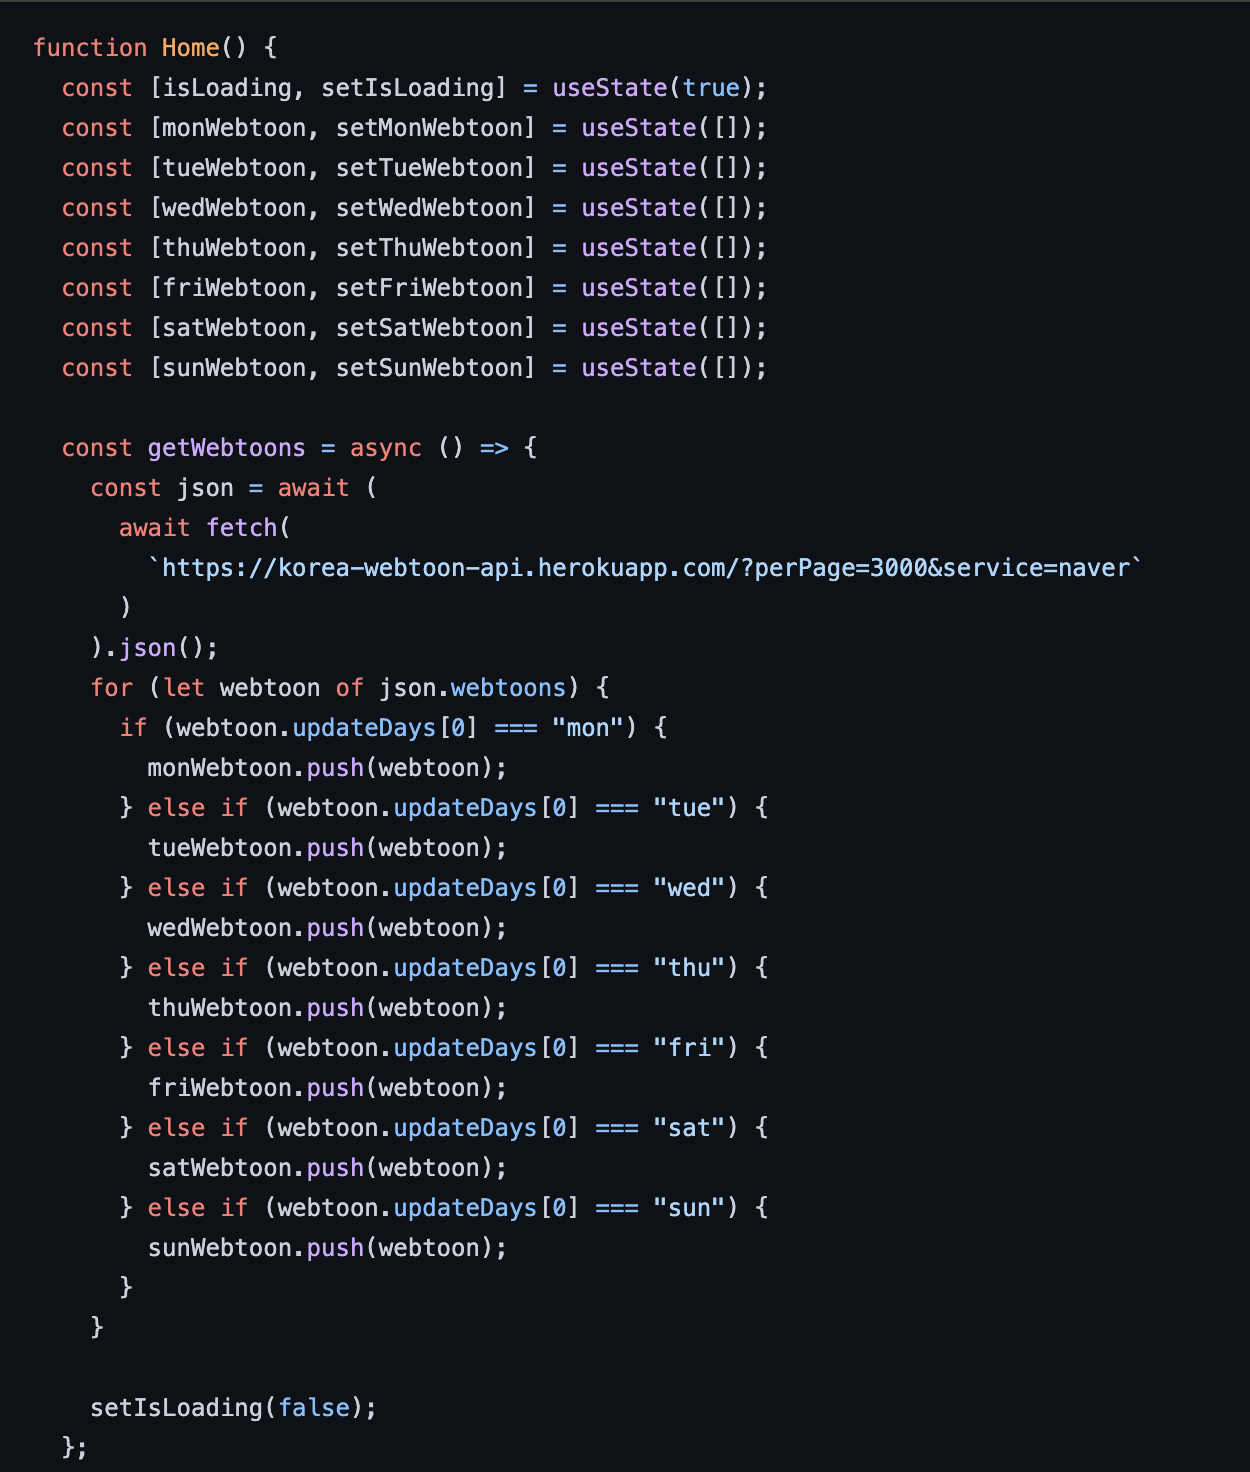 function Home() {
  const [isLoading, setIsLoading] = useState(true);
  const [monWebtoon, setMonWebtoon] = useState([]);
  const [tueWebtoon, setTueWebtoon] = useState([]);
  const [wedWebtoon, setWedWebtoon] = useState([]);
  const [thuWebtoon, setThuWebtoon] = useState([]);
  const [friWebtoon, setFriWebtoon] = useState([]);
  const [satWebtoon, setSatWebtoon] = useState([]);
  const [sunWebtoon, setSunWebtoon] = useState([]);

  const getWebtoons = async () => {
    const json = await (
      await fetch(
        `https://korea-webtoon-api.herokuapp.com/?perPage=3000&service=naver`
      )
    ).json();
    for (let webtoon of json.webtoons) {
      if (webtoon.updateDays[0] === "mon") {
        monWebtoon.push(webtoon);
      } else if (webtoon.updateDays[0] === "tue") {
        tueWebtoon.push(webtoon);
      } else if (webtoon.updateDays[0] === "wed") {
        wedWebtoon.push(webtoon);
      } else if (webtoon.updateDays[0] === "thu") {
        thuWebtoon.push(webtoon);
      } else if (webtoon.updateDays[0] === "fri") {
        friWebtoon.push(webtoon);
      } else if (webtoon.updateDays[0] === "sat") {
        satWebtoon.push(webtoon);
      } else if (webtoon.updateDays[0] === "sun") {
        sunWebtoon.push(webtoon);
      }
    }

    setIsLoading(false);
  };